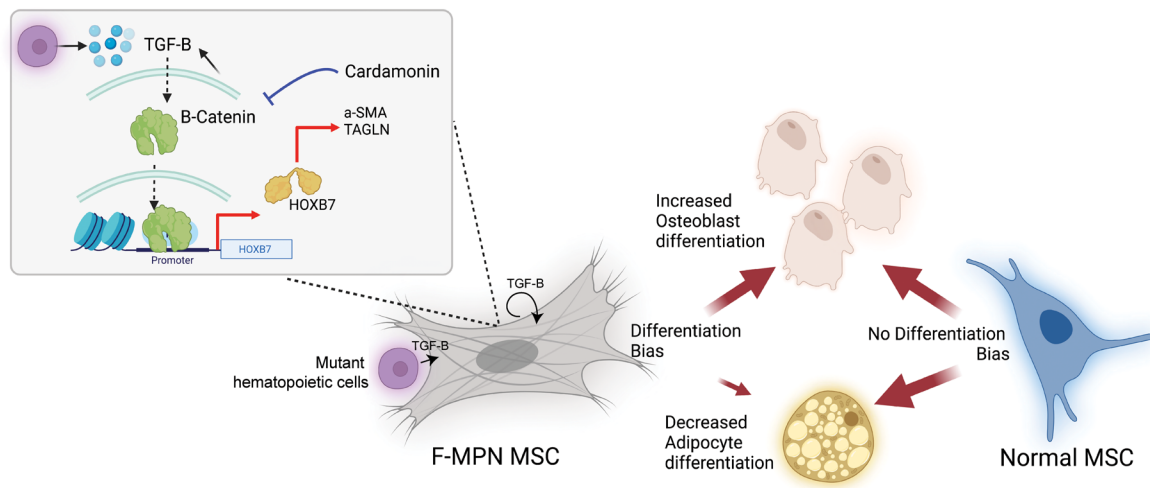 TGF-B
Cardamonin
B-Catenin
a-SMA
TAGLN
HOXB7
HOXB7
Promoter
TGF-B
TGF-B
Mutant
hematopoietic cells
F-MPN MSC
Increased
Osteoblast
differentiation
Differentiation
Bias
No Differentiation
Bias
Decreased
Adipocyte
differentiation
Normal MSC